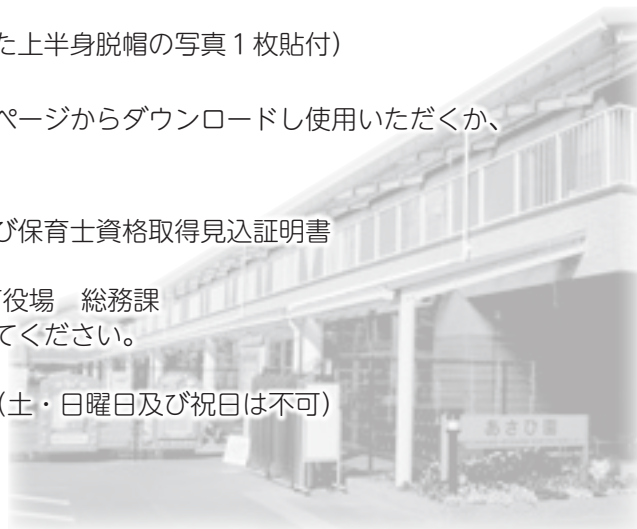 た上半身脱帽の写真１枚貼付）
ページからダウンロードし使用いただくか、
び保育士資格取得見込証明書
役場　総務課
てください。
（土・日曜日及び祝日は不可）
あさひ園